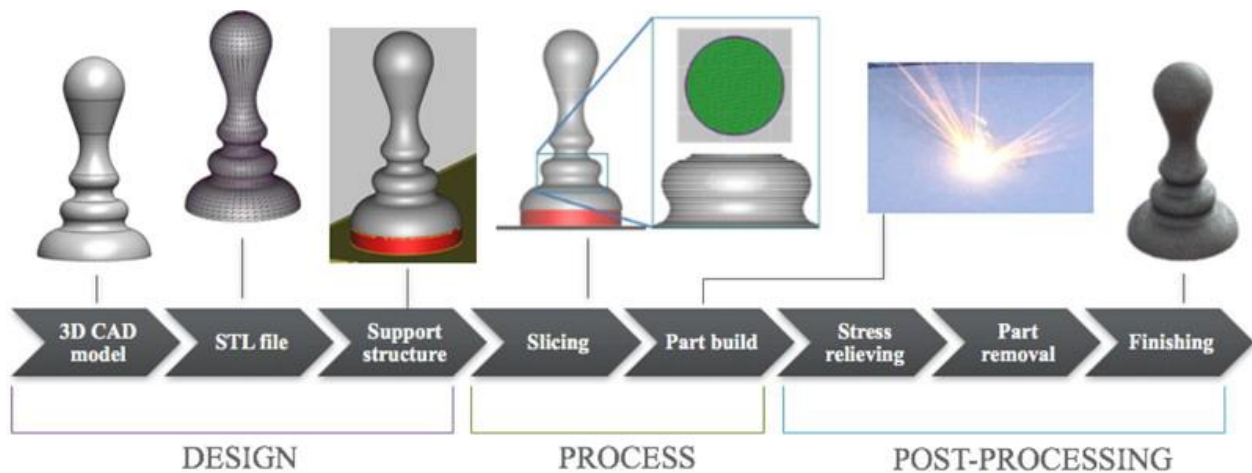 3D CAD
model
STL file
Support
structure
Slicing
Part build
Stress
relieving
Part
removal
Finishing
DESIGN
PROCESS
POST-PROCESSING